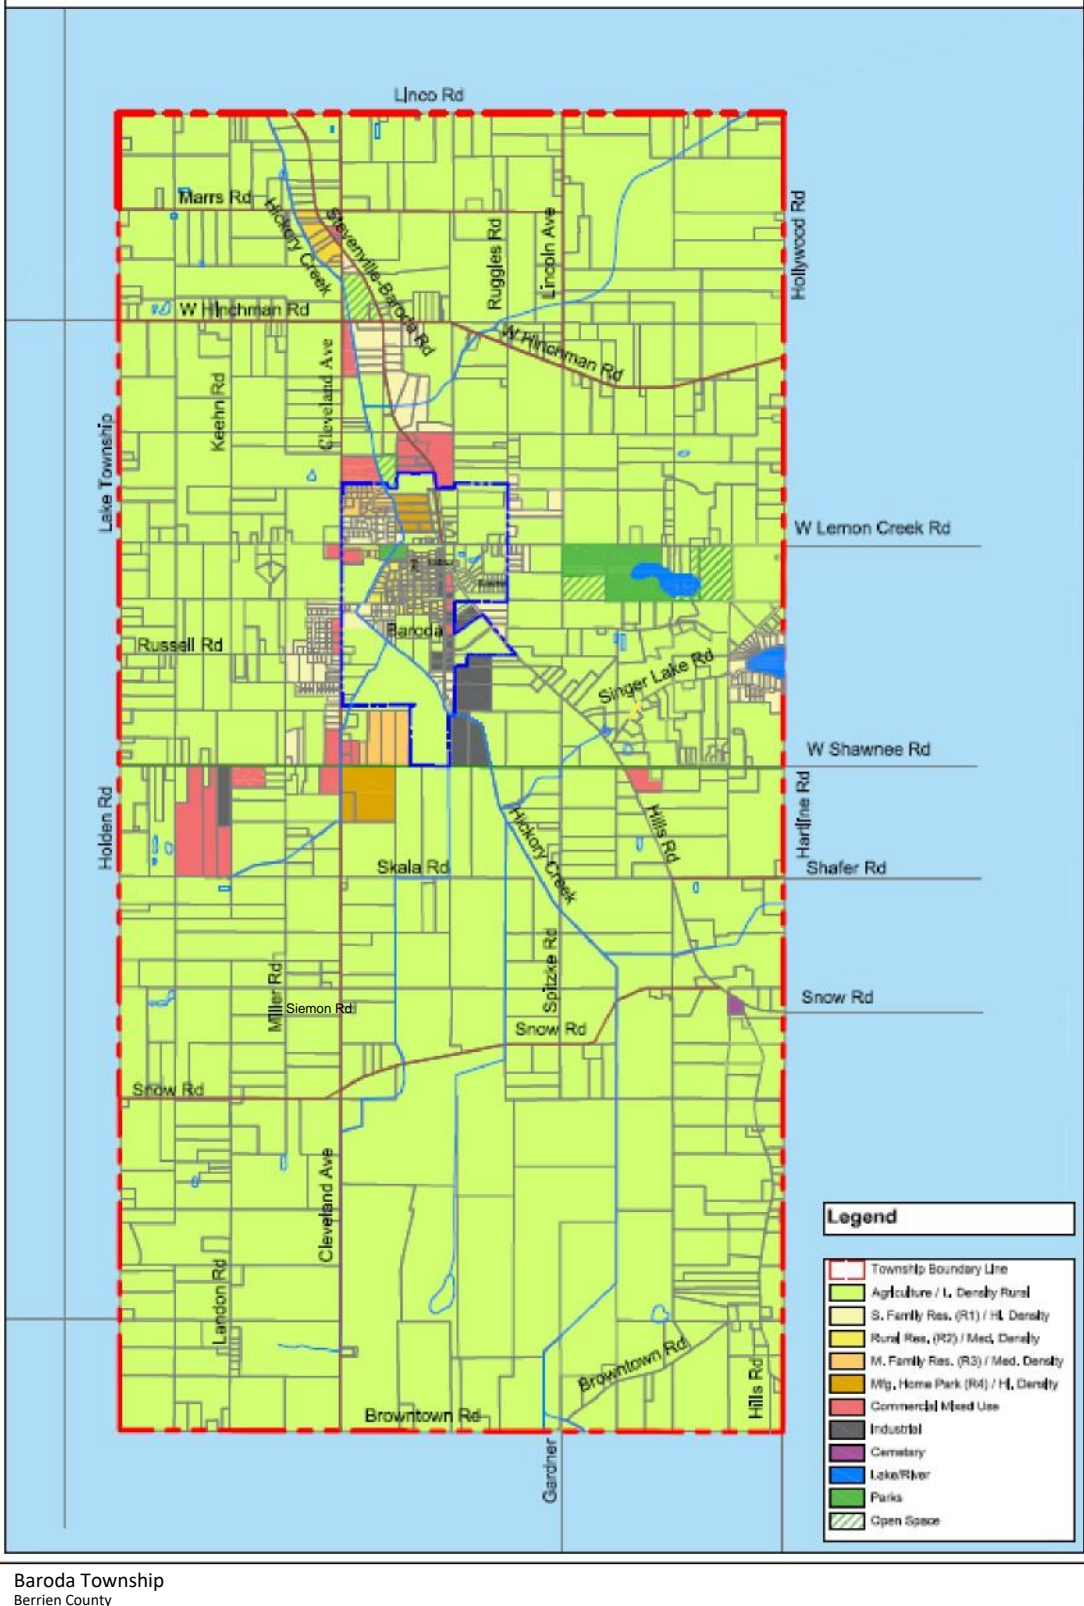 Linco Rd
Marrs Rd
Hickory Creek
Stevenville-Baroda Rd
Ruggles Rd
Lincoln Ave
Hollywood Rd
W Hinchman Rd
W Hinchman Rd
Cleveland Ave
Keehn Rd
Lake Township
W Lemon Creek Rd
Baroda
Russell Rd
Singer Lake Rd
W Shawnee Rd
Holden Rd
Hartline Rd
Hills Rd
Hickory Creek
Skala Rd
Shafer Rd
Spitzke Rd
Miller Rd
Siemon Rd
Snow Rd
Snow Rd
Snow Rd
Cleveland Ave
Landon Rd
Browntown Rd
Hills Rd
Browntown Rd
Gardner
Legend
Township Boundary Line
Agriculture / L. Density Rural
S. Family Res. (R1) / HI. Density
Rural Res. (R2) / Med. Density
M. Family Res. (R3) / Med. Density
Mfg. Home Park (R4) / HI. Density
Commercial Mixed Use
Industrial
Cemetary
Lake/River
Parks
Open Space
Baroda Township
Berrien County